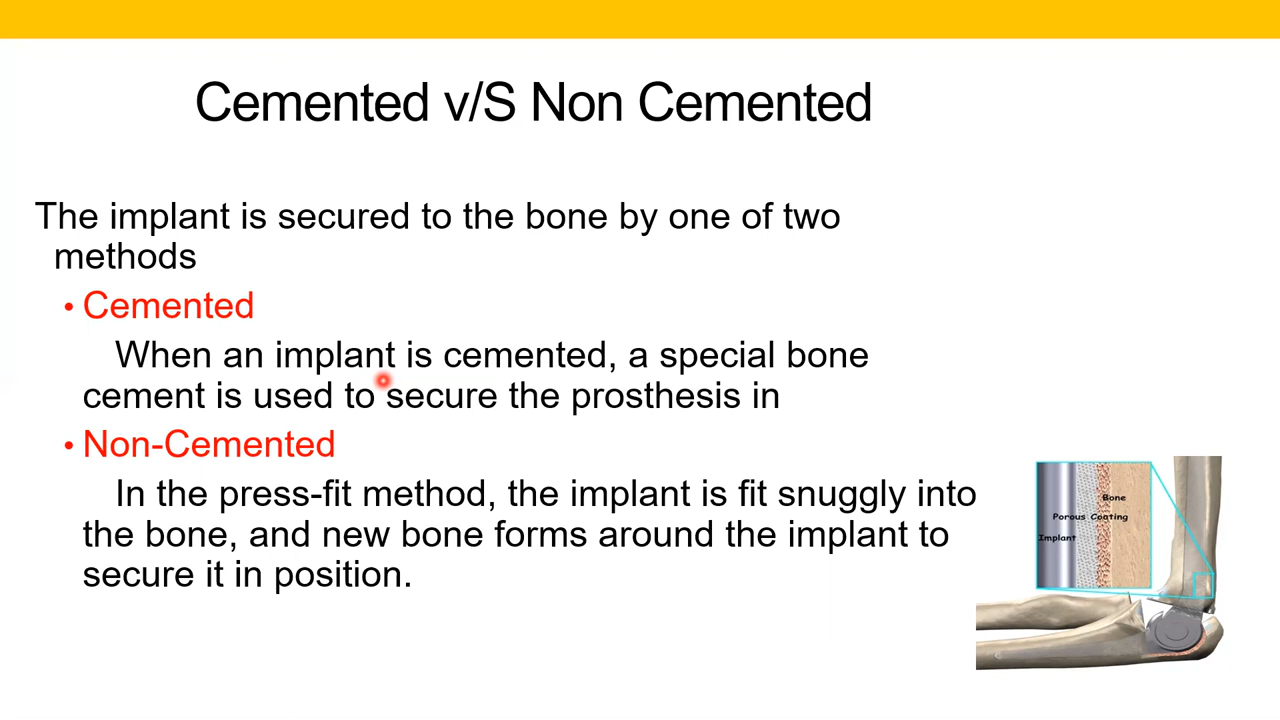 Cemented v/S Non Cemented
The implant is secured to the bone by one of two
methods
• Cemented
When an implant is cemented, a special bone
cement is used to secure the prosthesis in
• Non-Cemented
In the press-fit method, the implant is fit snuggly into
the bone, and new bone forms around the implant to
secure it in position.
Bone
Porous Coating
Implant